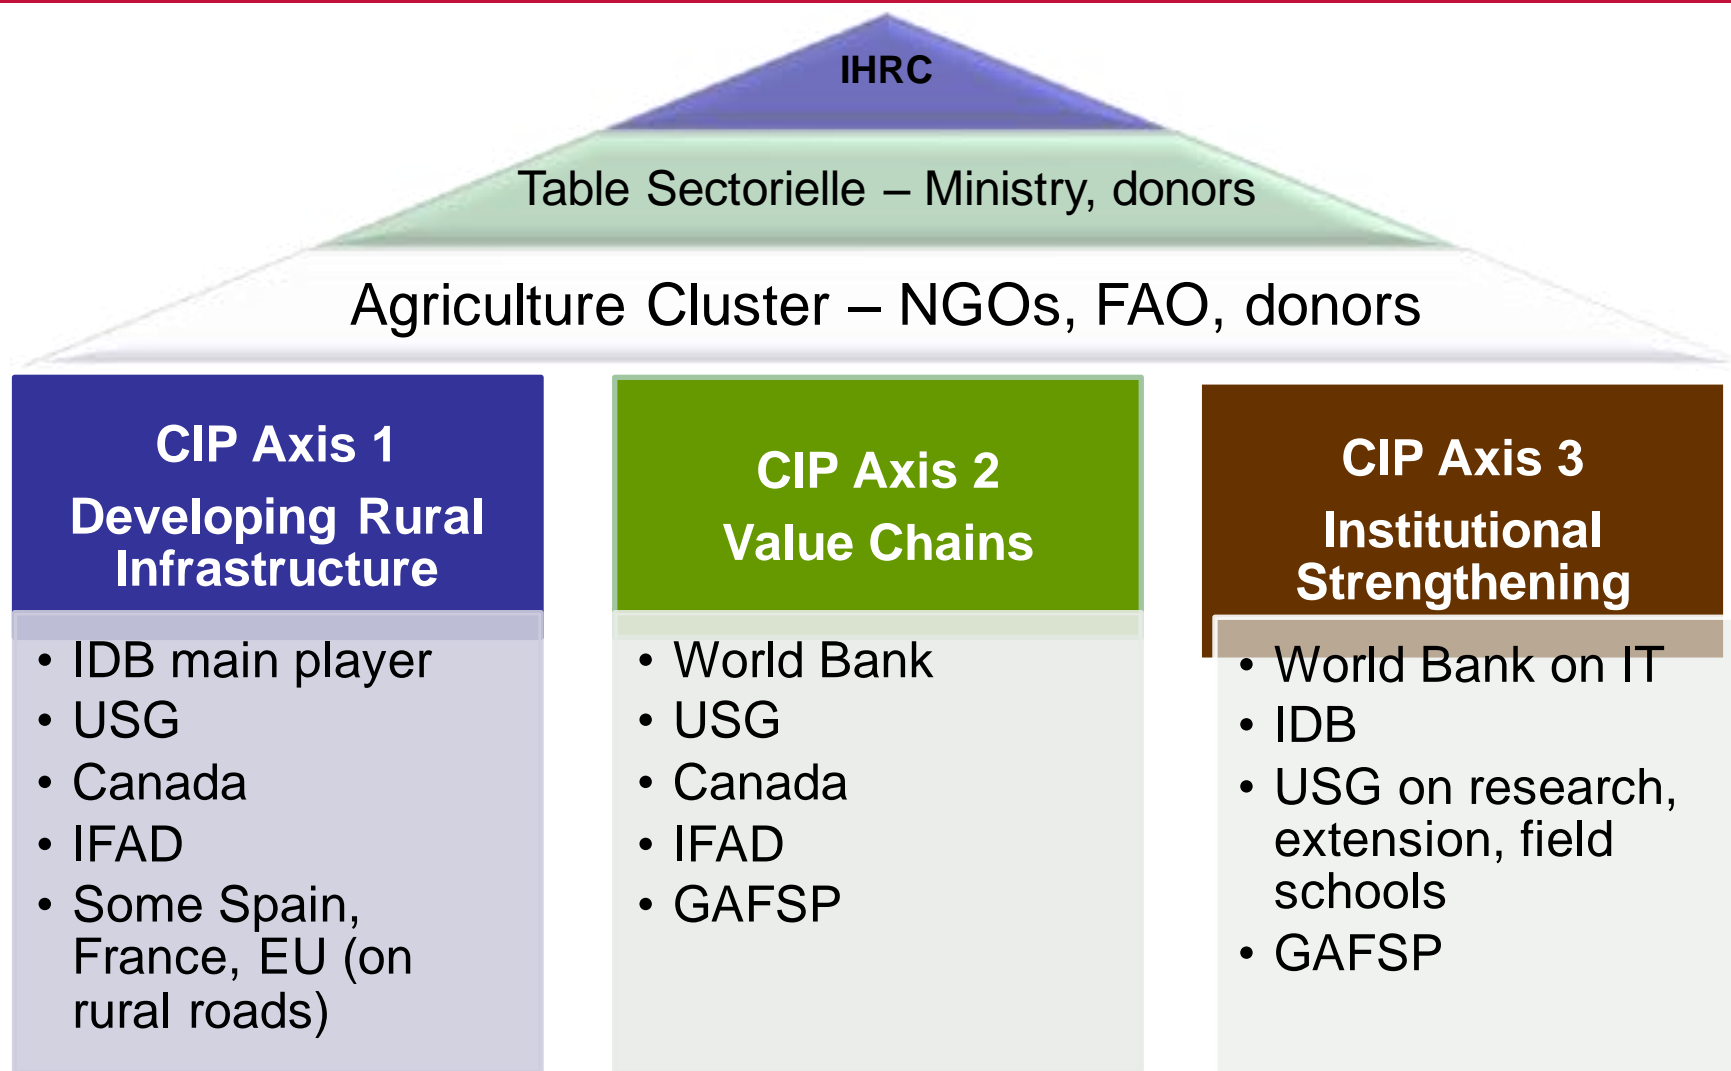 IHRC
Table Sectorielle – Ministry, donors
Agriculture Cluster – NGOs, FAO, donors
CIP Axis 1
Developing Rural
Infrastructure
• IDB main player
• USG
• Canada
• IFAD
• Some Spain,
France, EU (on
rural roads)
CIP Axis 2
Value Chains
• World Bank
• USG
• Canada
• IFAD
• GAFSP
CIP Axis 3
Institutional
Strengthening
• World Bank on IT
• IDB
• USG on research,
extension, field
schools
• GAFSP